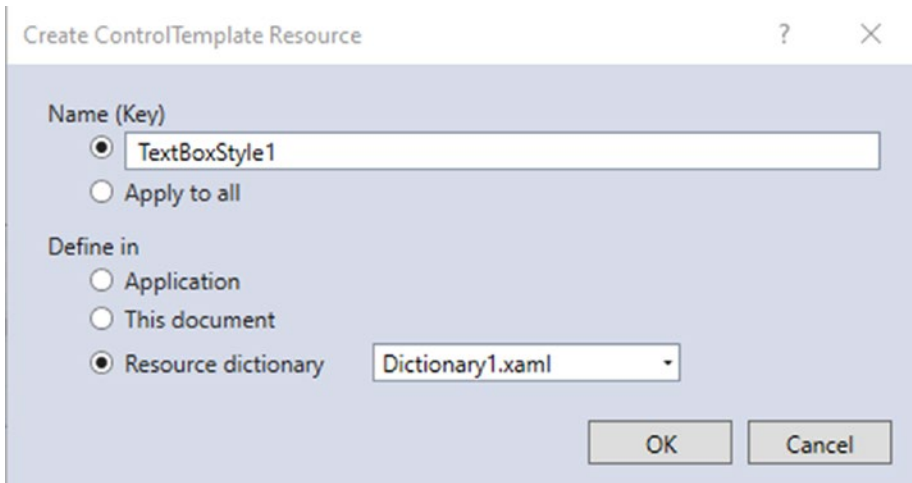 Create ControlTemplate Resource ?
Name (Key)
TextBoxStyle1
Apply to all
Define in
Application
This document
Resource dictionary Dictionary1.xaml
OK Cancel